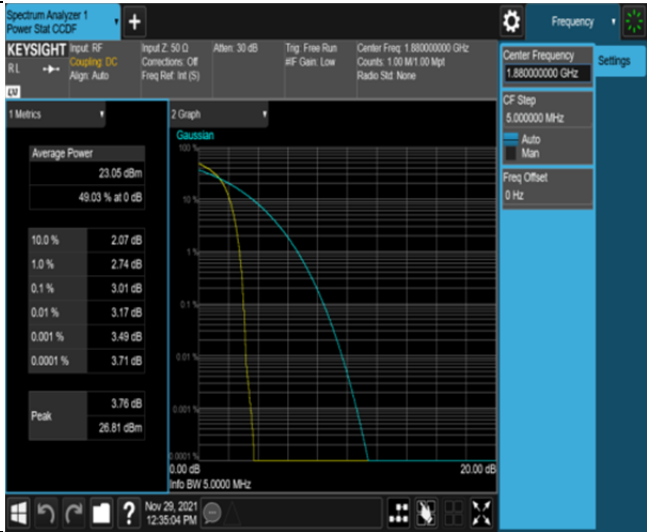 Spectrum Analyzer 1
Power Stat CCDF
Frequency
KEYSIGHT
RL
LXI
Input: RF
Coupling: DC
Align: Auto
Input Z: 50 Ω
Corrections: Off
Freq Ref: Int (S)
Atten: 30 dB
Trig: Free Run
#IF Gain: Low
Center Freq: 1.880000000 GHz
Counts: 1.00 M/1.00 Mpt
Radio Std: None
Center Frequency
1.880000000 GHz
Settings
CF Step
5.000000 MHz
Auto
Man
Freq Offset
0 Hz
1 Metrics
Average Power
23.05 dBm
49.03 % at 0 dB
10.0 % 2.07 dB
1.0 % 2.74 dB
0.1 % 3.01 dB
0.01 % 3.17 dB
0.001 % 3.49 dB
0.0001 % 3.71 dB
Peak
3.76 dB
26.81 dBm
2 Graph
Gaussian
100 %
10 %
1 %
0.1 %
0.01 %
0.001 %
0.0001 %
0.00 dB 20.00 dB
Info BW 5.0000 MHz
?
Nov 29, 2021
12:35:04 PM